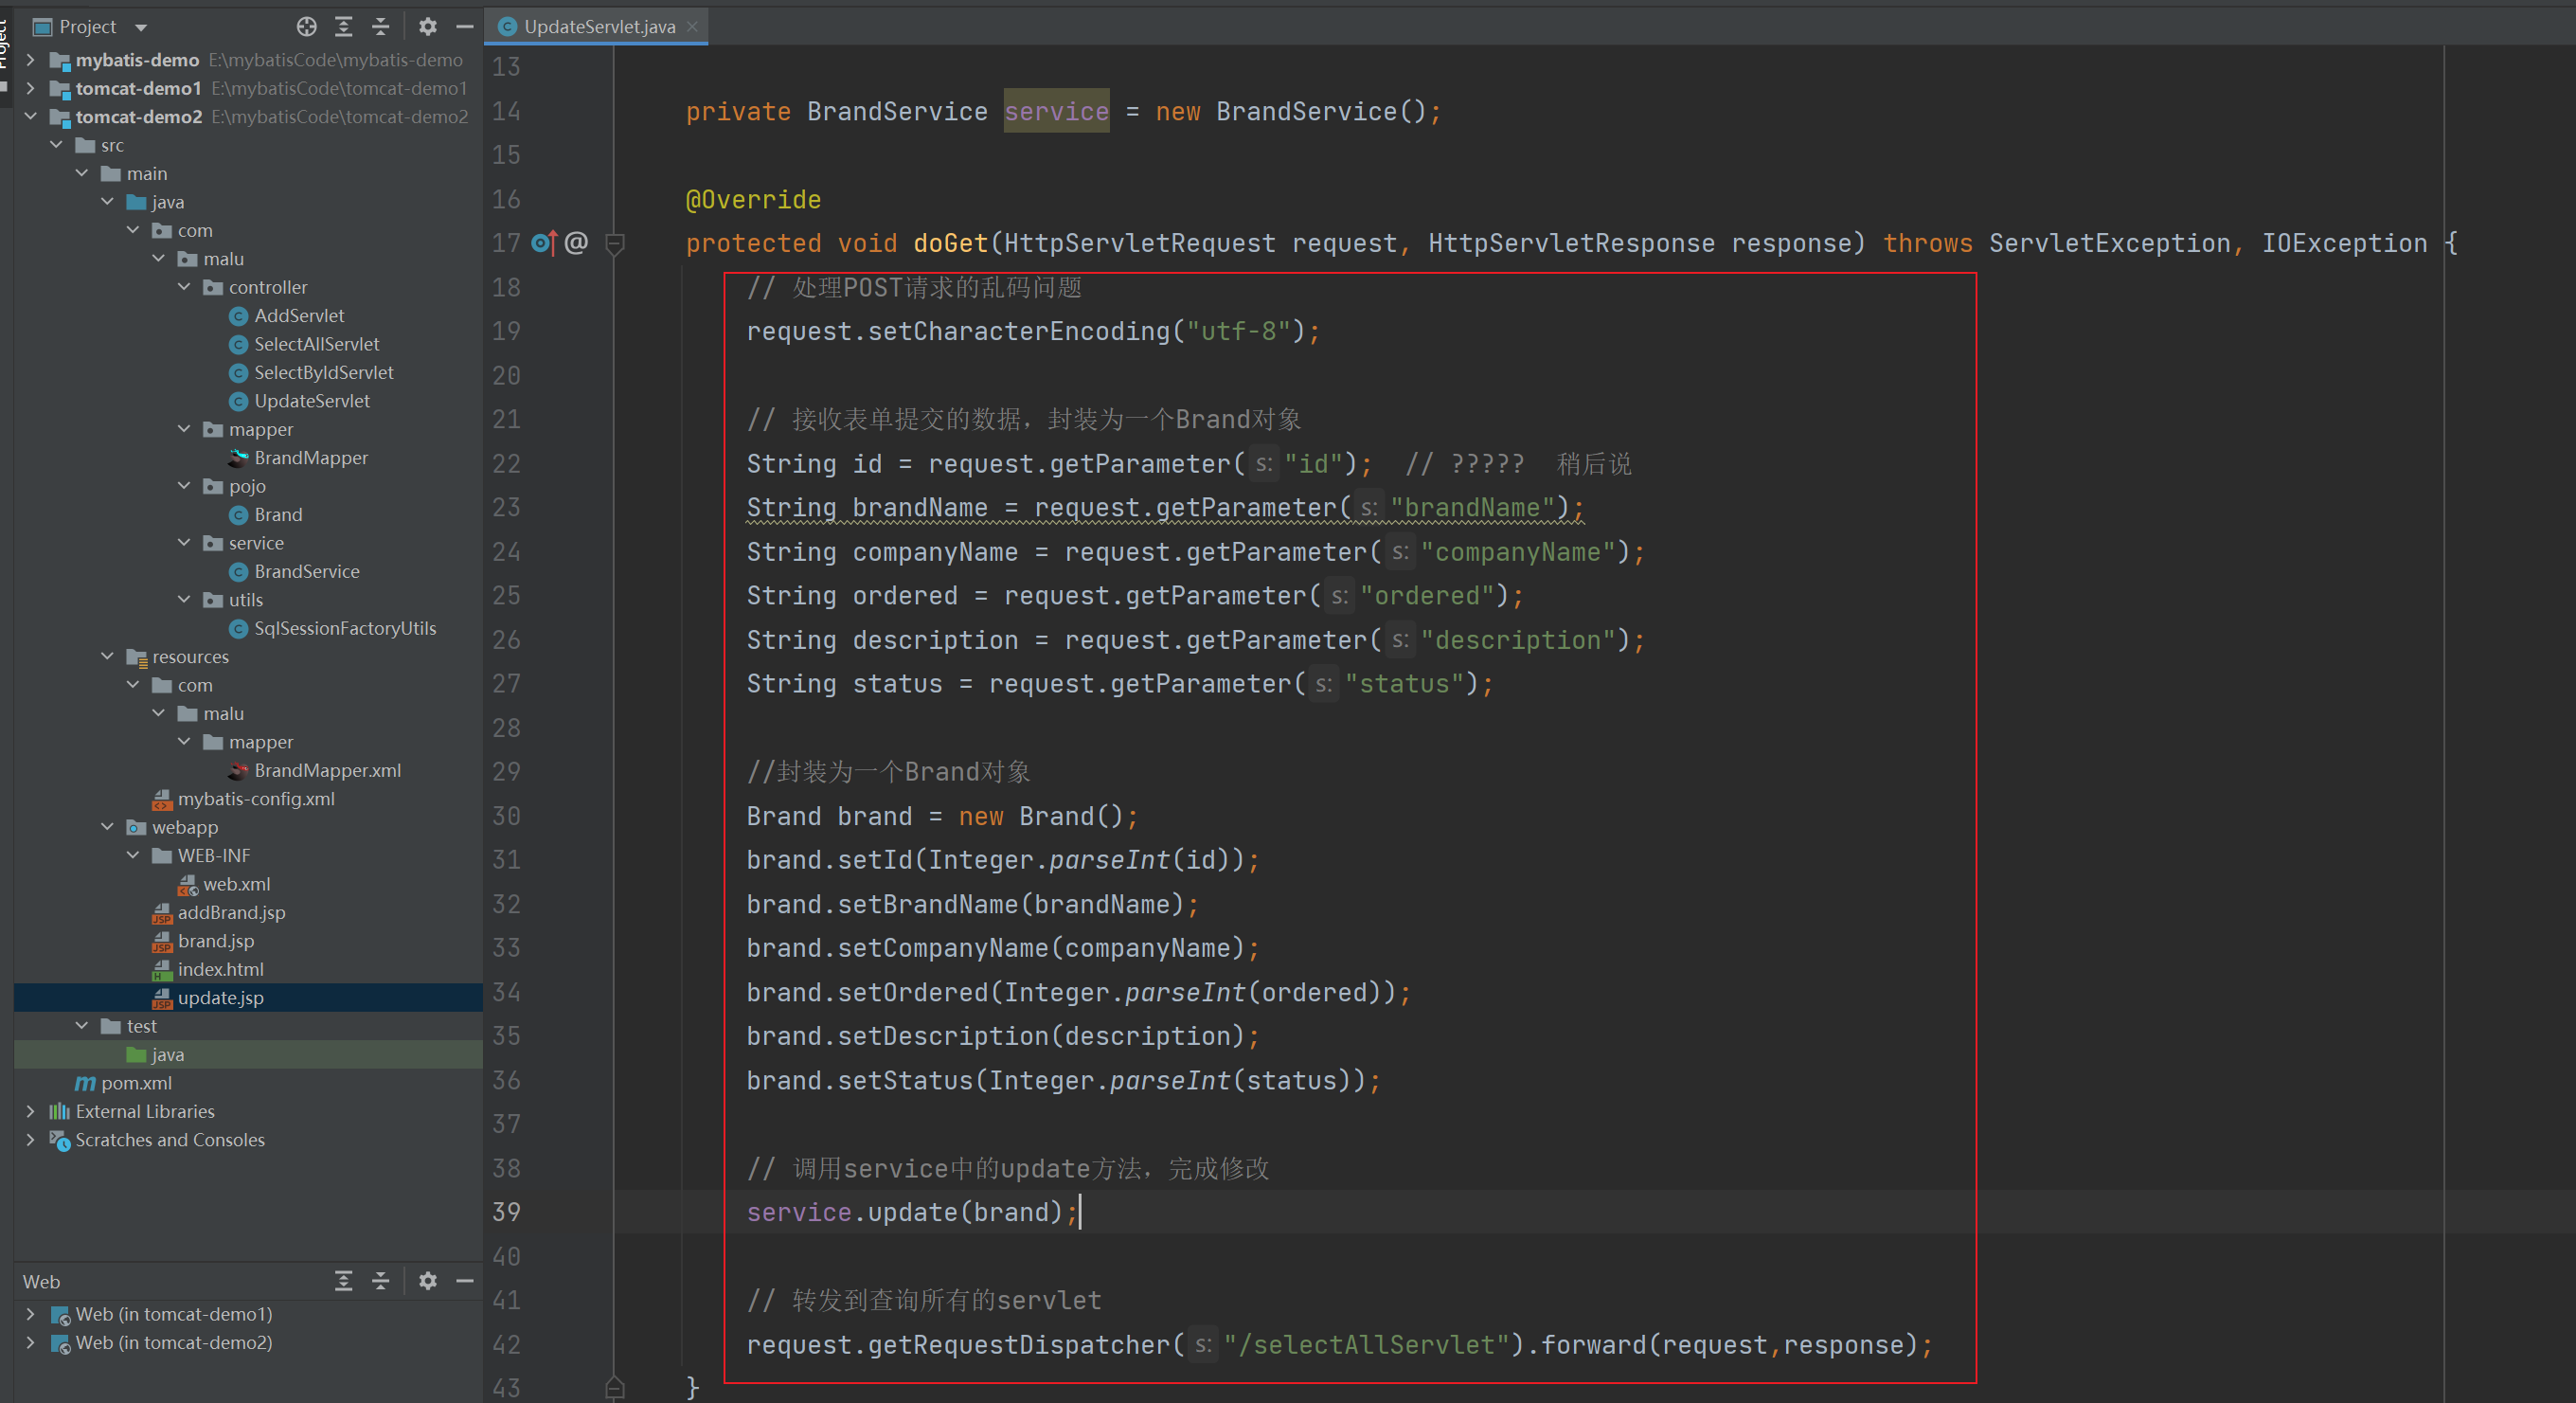 Project
Project
mybatis-demo E:\mybatisCode\mybatis-demo
tomcat-demo1 E:\mybatisCode\tomcat-demo1
tomcat-demo2 E:\mybatisCode\tomcat-demo2
src
main
java
com
malu
controller
AddServlet
SelectAllServlet
SelectByIdServlet
UpdateServlet
mapper
BrandMapper
pojo
Brand
service
BrandService
utils
SqlSessionFactoryUtils
resources
com
malu
mapper
BrandMapper.xml
mybatis-config.xml
webapp
WEB-INF
web.xml
addBrand.jsp
brand.jsp
index.html
update.jsp
test
java
pom.xml
External Libraries
Scratches and Consoles
Web
Web (in tomcat-demo1)
Web (in tomcat-demo2)
UpdateServlet.java
13
14 private BrandService service = new BrandService();
15
16 @Override
17 protected void doGet(HttpServletRequest request, HttpServletResponse response) throws ServletException, IOException {
18 // 处理POST请求的乱码问题
19 request.setCharacterEncoding("utf-8");
20
21 // 接收表单提交的数据，封装为一个Brand对象
22 String id = request.getParameter( s: "id"); // ????? 稍后说
23 String brandName = request.getParameter( s: "brandName");
24 String companyName = request.getParameter( s: "companyName");
25 String ordered = request.getParameter( s: "ordered");
26 String description = request.getParameter( s: "description");
27 String status = request.getParameter( s: "status");
28
29 //封装为一个Brand对象
30 Brand brand = new Brand();
31 brand.setId(Integer.parseInt(id));
32 brand.setBrandName(brandName);
33 brand.setCompanyName(companyName);
34 brand.setOrdered(Integer.parseInt(ordered));
35 brand.setDescription(description);
36 brand.setStatus(Integer.parseInt(status));
37
38 // 调用service中的update方法，完成修改
39 service.update(brand);
40
41 // 转发到查询所有的servlet
42 request.getRequestDispatcher( s: "/selectAllServlet").forward(request,response);
43 }